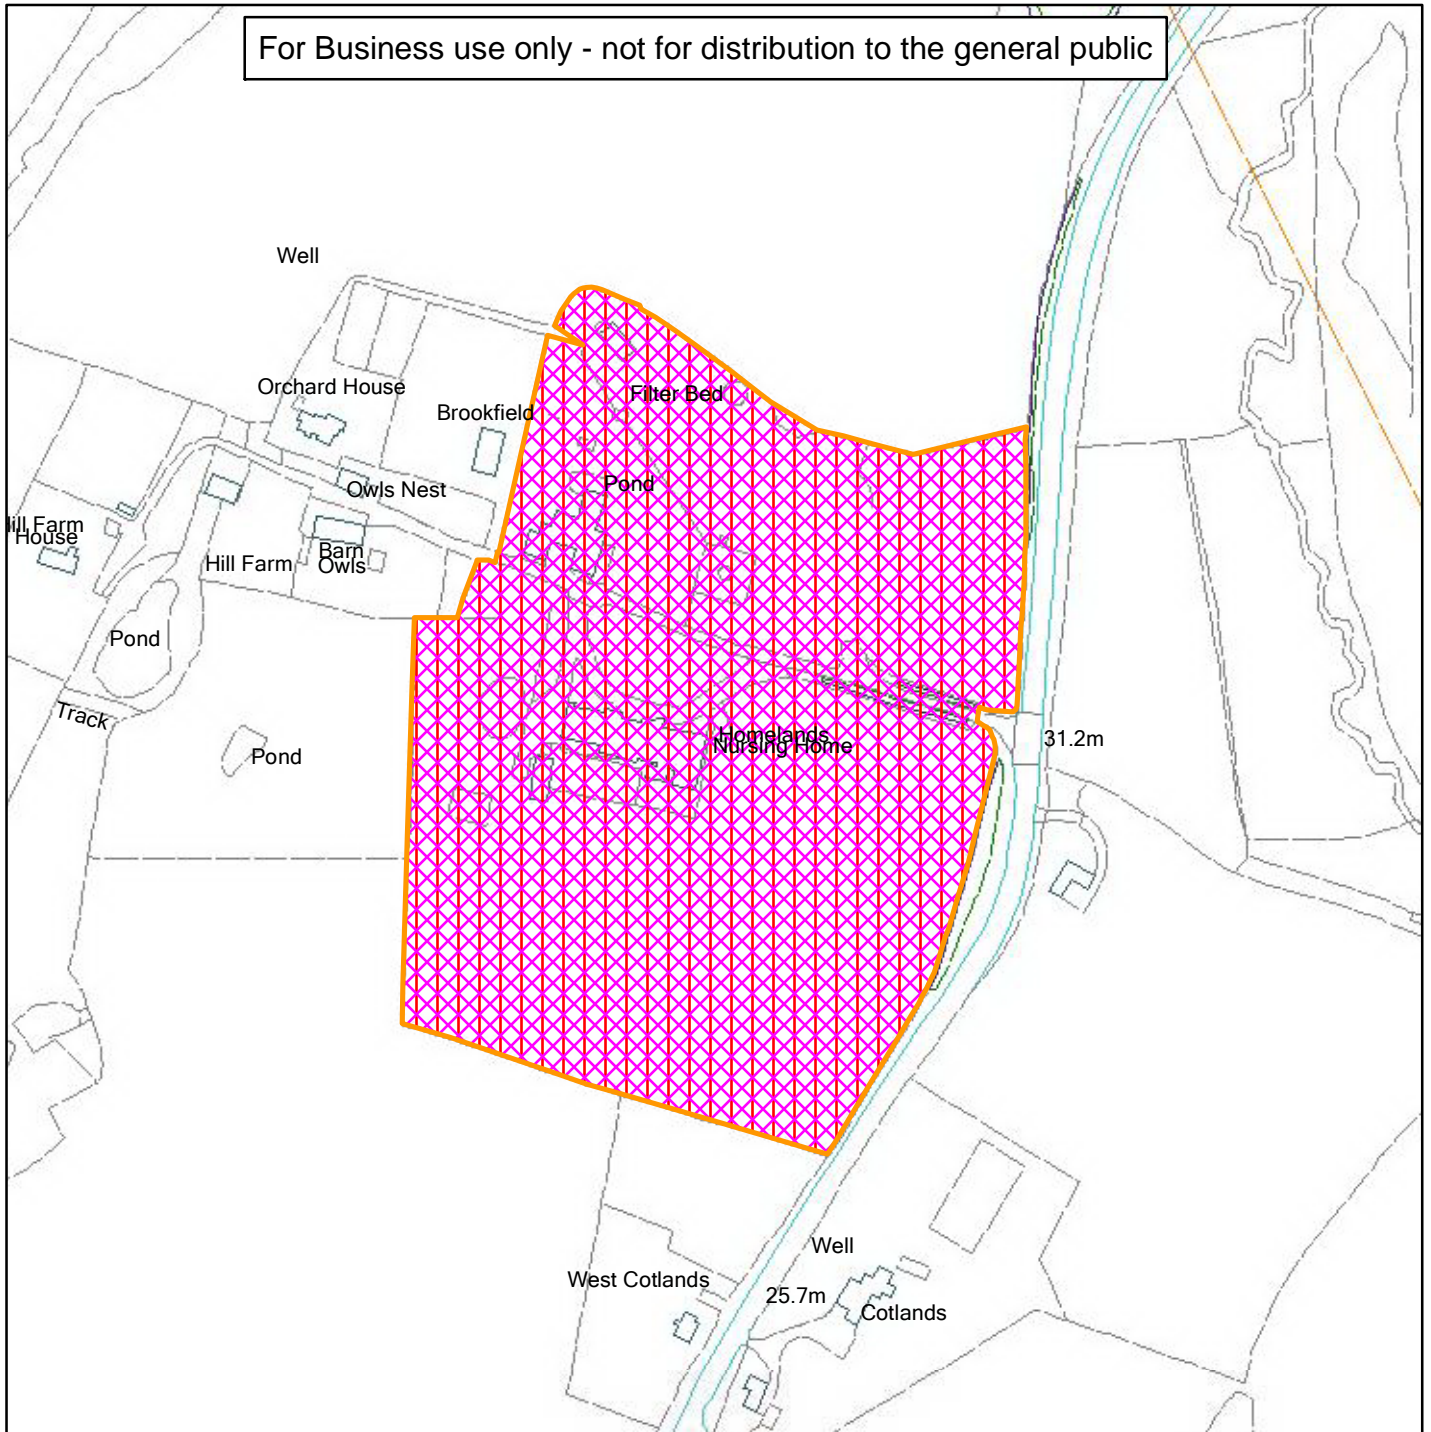 For Business use only - not for distribution to the general public
Well
Orchard House
Brookfield
Filter Bed
Owls Nest
Pond
ill Farm
House
Hill Farm
Barn
Owls
Pond
Track
Pond
Homelands
Nursing Home
31.2m
Well
West Cotlands
25.7m
Cotlands